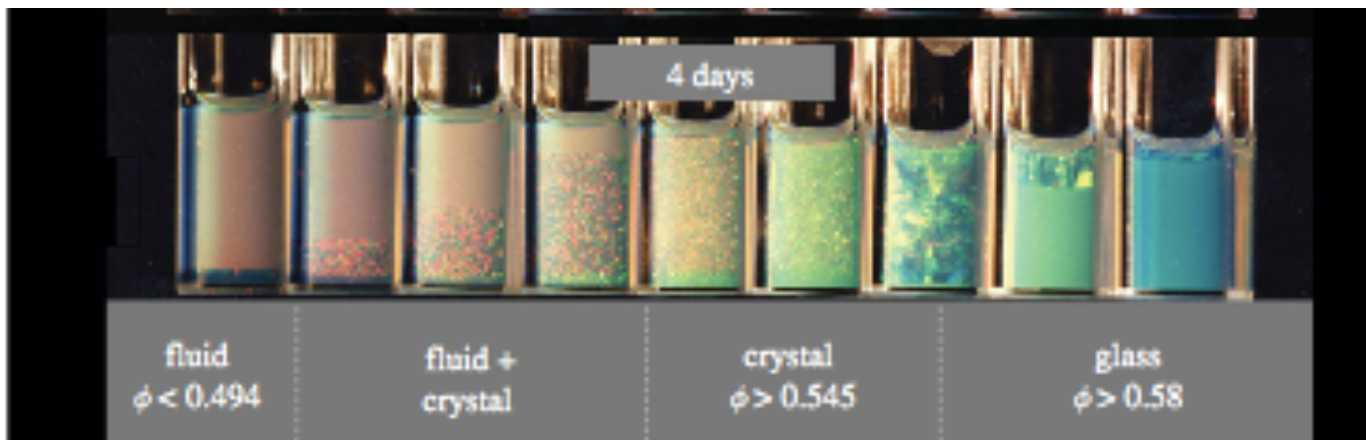 4 days
fluid
ϕ < 0.494
fluid +
crystal
crystal
ϕ > 0.545
glass
ϕ > 0.58